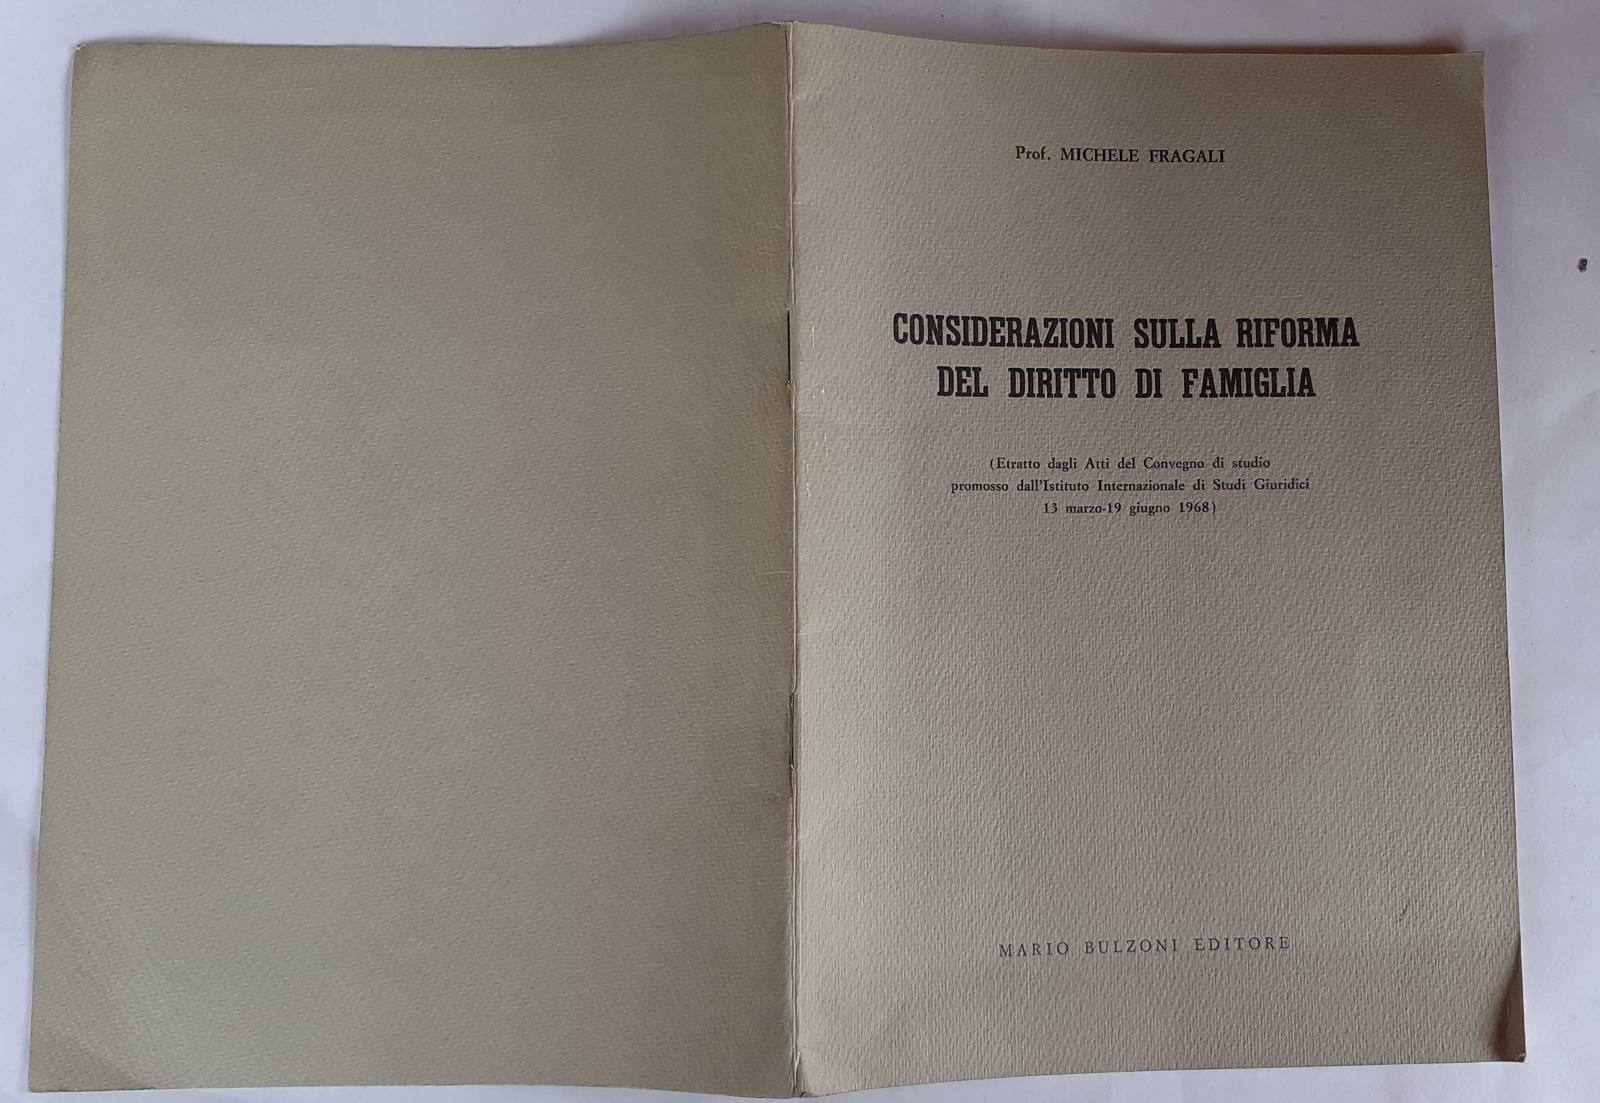 Prof. MICHELE FRAGALI
CONSIDERAZIONI SULLA RIFORMA
DEL DIRITTO DI FAMIGLIA
(Etratto dagli Atti del Convegno di studio
promosso dall'Istituto Internazionale di Studi Giuridici
13 marzo-19 giugno 1968)
MARIO BULZONI EDITORE